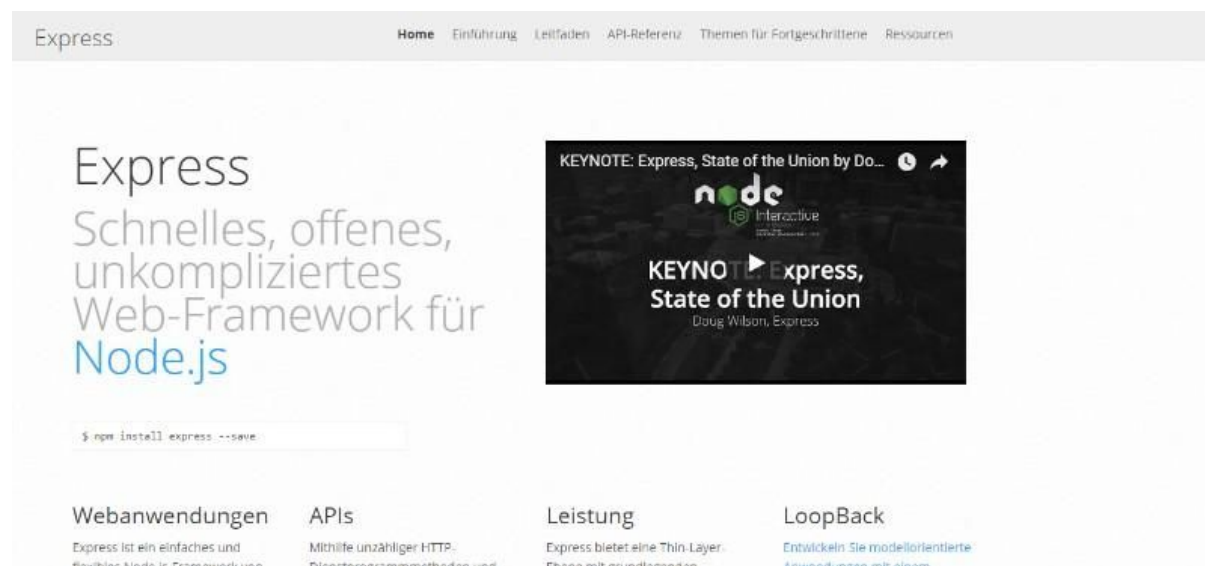 Express
Home Einführung Leitfaden API-Referenz Themen für Fortgeschrittene Ressourcen
Express
Schnelles, offenes,
unkompliziertes
Web-Framework für
Node.js
$ npm install express --save
KEYNOTE: Express, State of the Union by Do...
node
JS Interactive
KEYNO Express,
State of the Union
Doug Wilson, Express
Webanwendungen
Express ist ein einfaches und
APIs
Mithilfe unzähliger HTTP-
Leistung
Express bietet eine Thin-Layer-
LoopBack
Entwickeln Sie modellorientierte